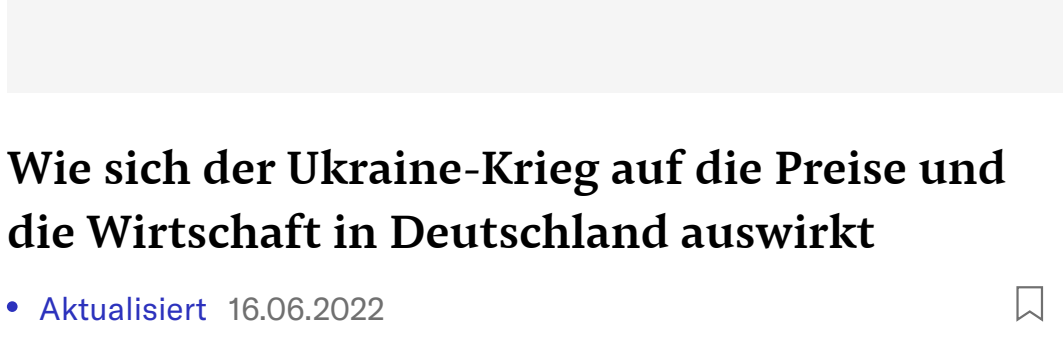 Wie sich der Ukraine-Krieg auf die Preise und
die Wirtschaft in Deutschland auswirkt
• Aktualisiert 16.06.2022